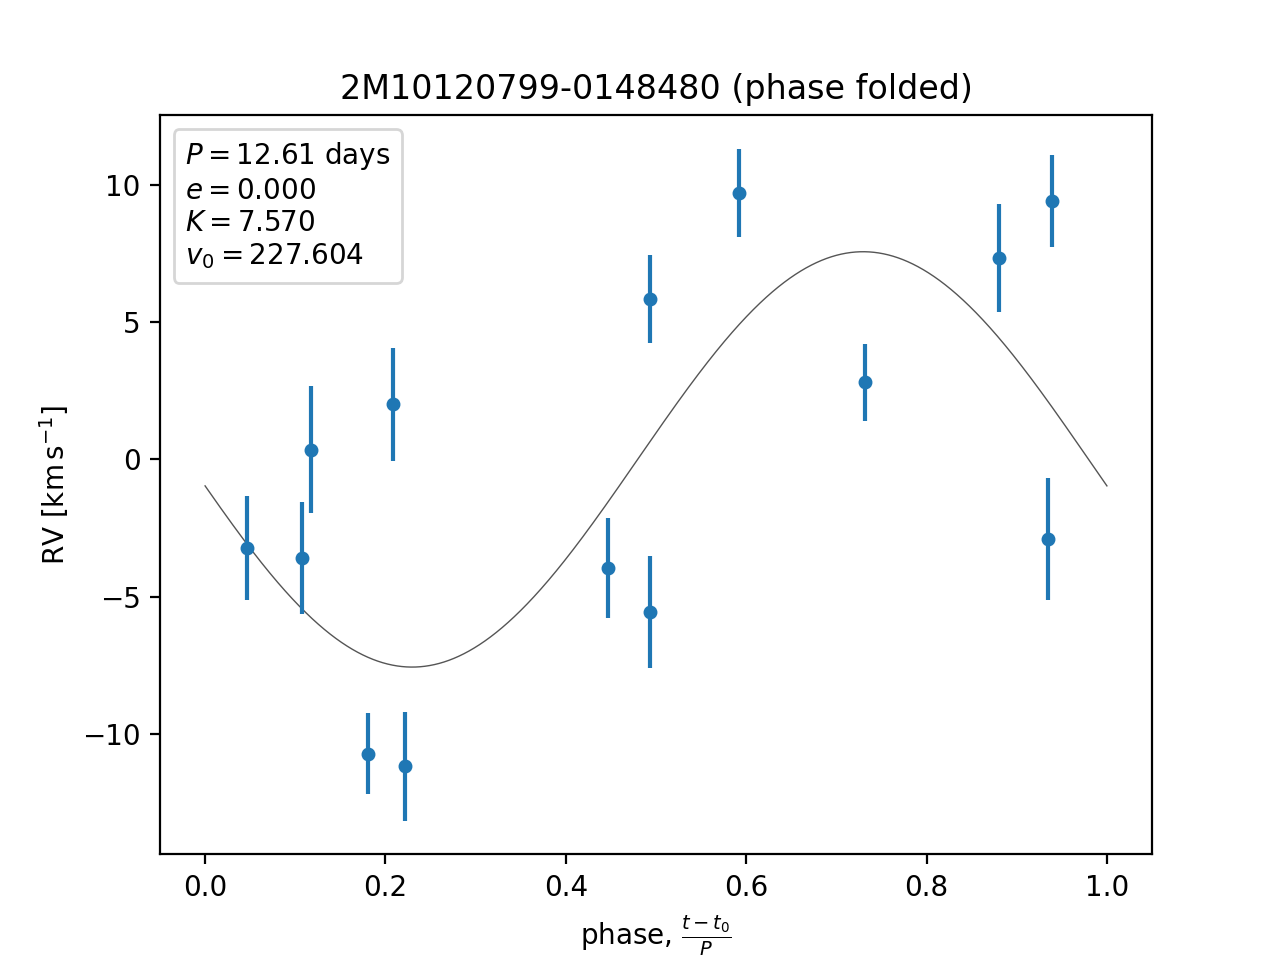 2M10120799-0148480 (phase folded)
P = 12.61 days
e = 0.000
K = 7.570
v₀ = 227.604
10
5
0
−5
−10
RV [km s⁻¹]
0.0 0.2 0.4 0.6 0.8 1.0
phase, (t − t₀)/P